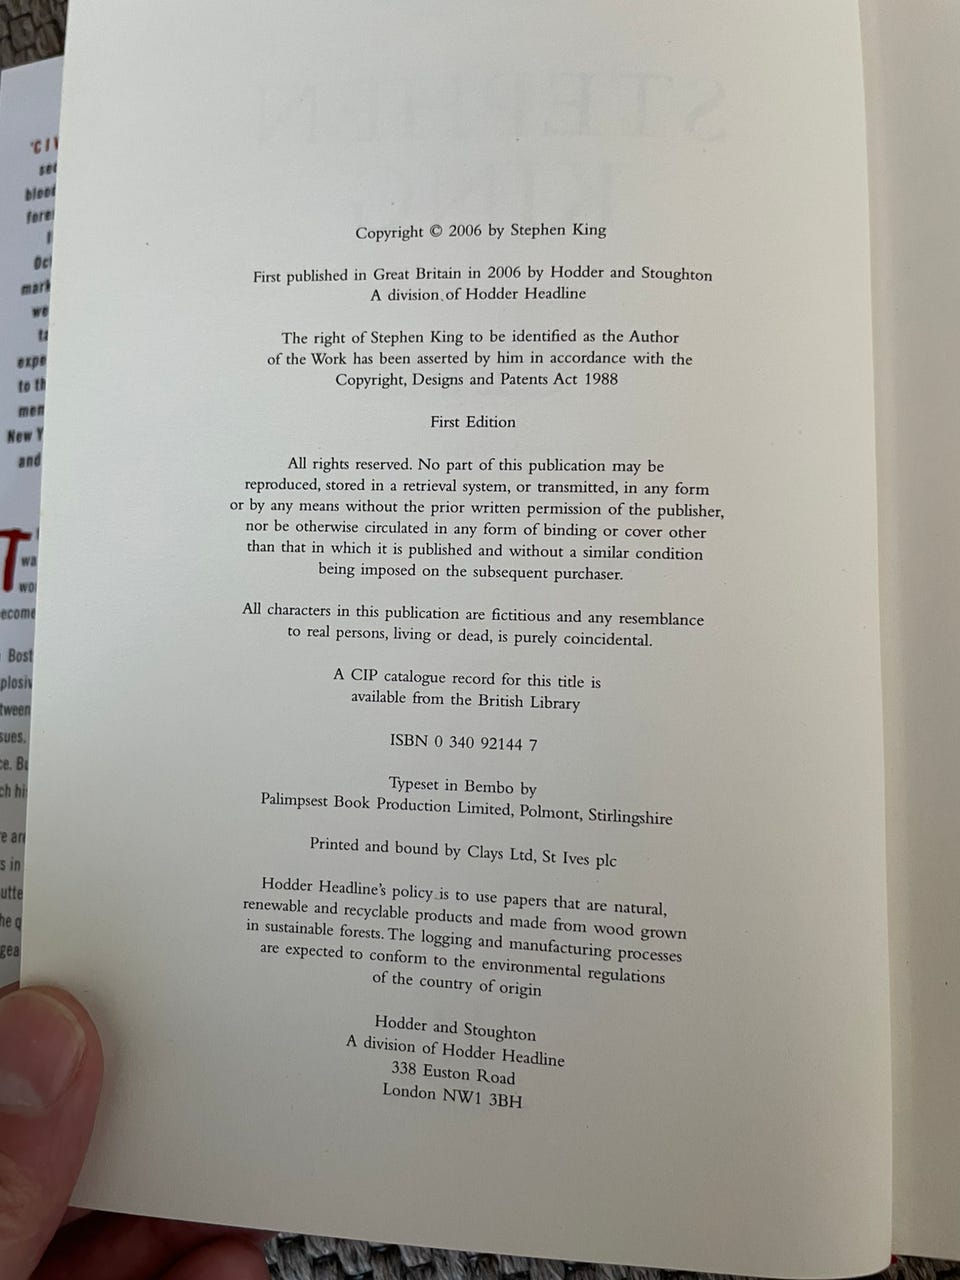 Copyright © 2006 by Stephen King
First published in Great Britain in 2006 by Hodder and Stoughton
A division of Hodder Headline
The right of Stephen King to be identified as the Author
of the Work has been asserted by him in accordance with the
Copyright, Designs and Patents Act 1988
First Edition
All rights reserved. No part of this publication may be
reproduced, stored in a retrieval system, or transmitted, in any form
or by any means without the prior written permission of the publisher,
nor be otherwise circulated in any form of binding or cover other
than that in which it is published and without a similar condition
being imposed on the subsequent purchaser.
All characters in this publication are fictitious and any resemblance
to real persons, living or dead, is purely coincidental.
A CIP catalogue record for this title is
available from the British Library
ISBN 0 340 92144 7
Typeset in Bembo by
Palimpsest Book Production Limited, Polmont, Stirlingshire
Printed and bound by Clays Ltd, St Ives plc
Hodder Headline's policy is to use papers that are natural,
renewable and recyclable products and made from wood grown
in sustainable forests. The logging and manufacturing processes
are expected to conform to the environmental regulations
of the country of origin
Hodder and Stoughton
A division of Hodder Headline
338 Euston Road
London NW1 3BH
to th
New Y
and
Bost
s in